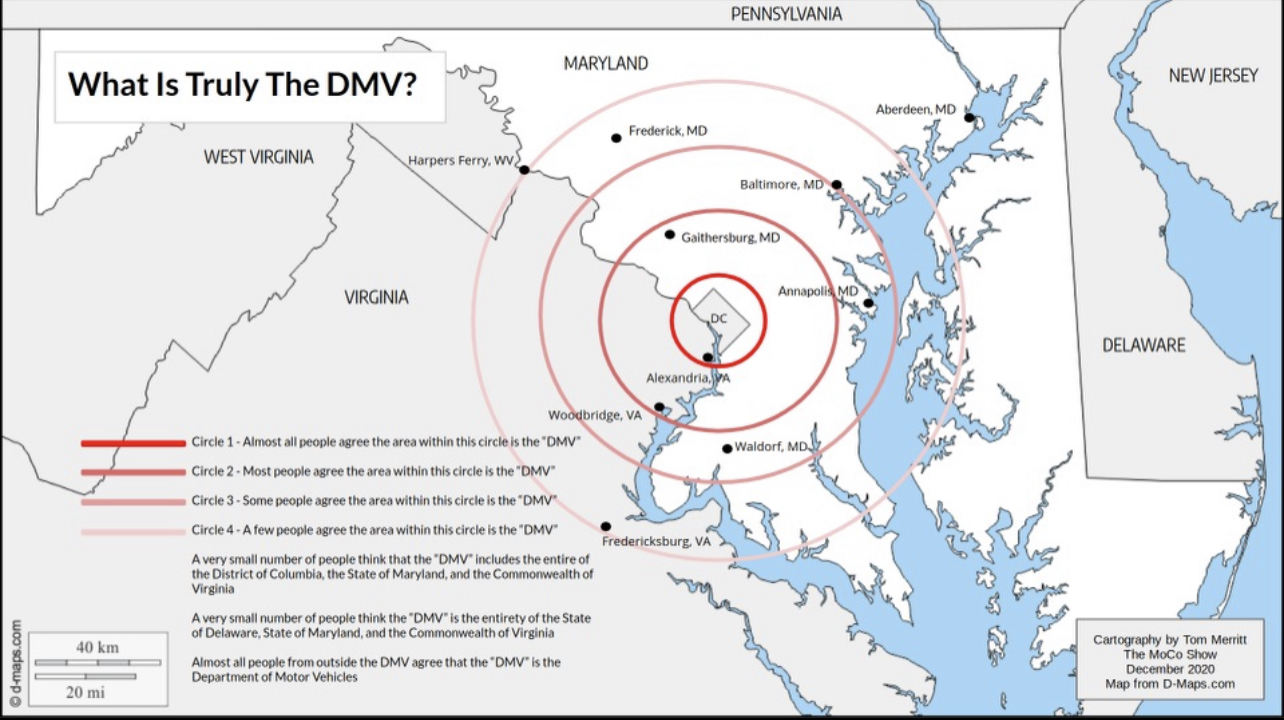 PENNSYLVANIA
What Is Truly The DMV?
MARYLAND
NEW JERSEY
Aberdeen, MD
Frederick, MD
WEST VIRGINIA
Harpers Ferry, WV
Baltimore, MD
Gaithersburg, MD
VIRGINIA
Annapolis, MD
DC
DELAWARE
Alexandria, VA
Woodbridge, VA
Waldorf, MD
Circle 1 - Almost all people agree the area within this circle is the "DMV"
Circle 2 - Most people agree the area within this circle is the "DMV"
Circle 3 - Some people agree the area within this circle is the "DMV"
Circle 4 - A few people agree the area within this circle is the "DMV"
Fredericksburg, VA
A very small number of people think that the "DMV" includes the entire of
the District of Columbia, the State of Maryland, and the Commonwealth of
Virginia
A very small number of people think the "DMV" is the entirety of the State
of Delaware, State of Maryland, and the Commonwealth of Virginia
Almost all people from outside the DMV agree that the "DMV" is the
Department of Motor Vehicles
© d-maps.com
40 km
20 mi
Cartography by Tom Merritt
The MoCo Show
December 2020
Map from D-Maps.com